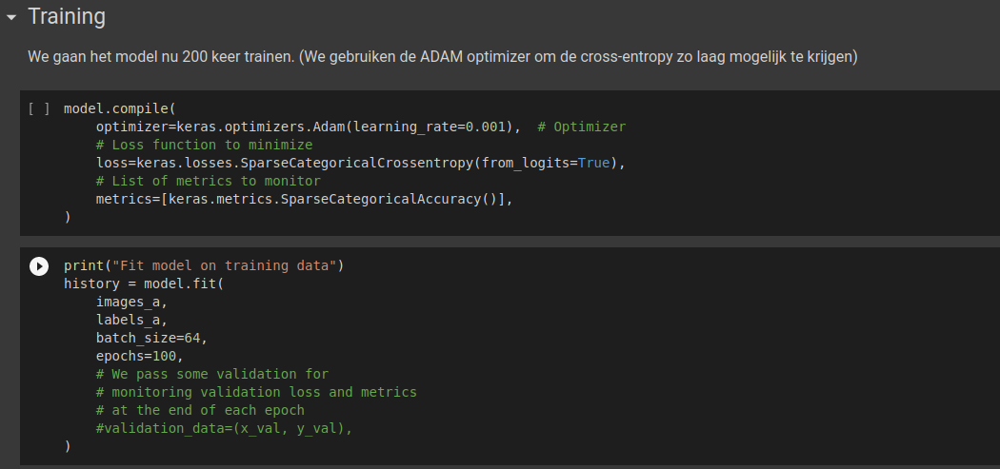 Training
We gaan het model nu 200 keer trainen. (We gebruiken de ADAM optimizer om de cross-entropy zo laag mogelijk te krijgen)
[ ] model.compile(
    optimizer=keras.optimizers.Adam(learning_rate=0.001),  # Optimizer
    # Loss function to minimize
    loss=keras.losses.SparseCategoricalCrossentropy(from_logits=True),
    # List of metrics to monitor
    metrics=[keras.metrics.SparseCategoricalAccuracy()],
)
print("Fit model on training data")
history = model.fit(
    images_a,
    labels_a,
    batch_size=64,
    epochs=100,
    # We pass some validation for
    # monitoring validation loss and metrics
    # at the end of each epoch
    #validation_data=(x_val, y_val),
)